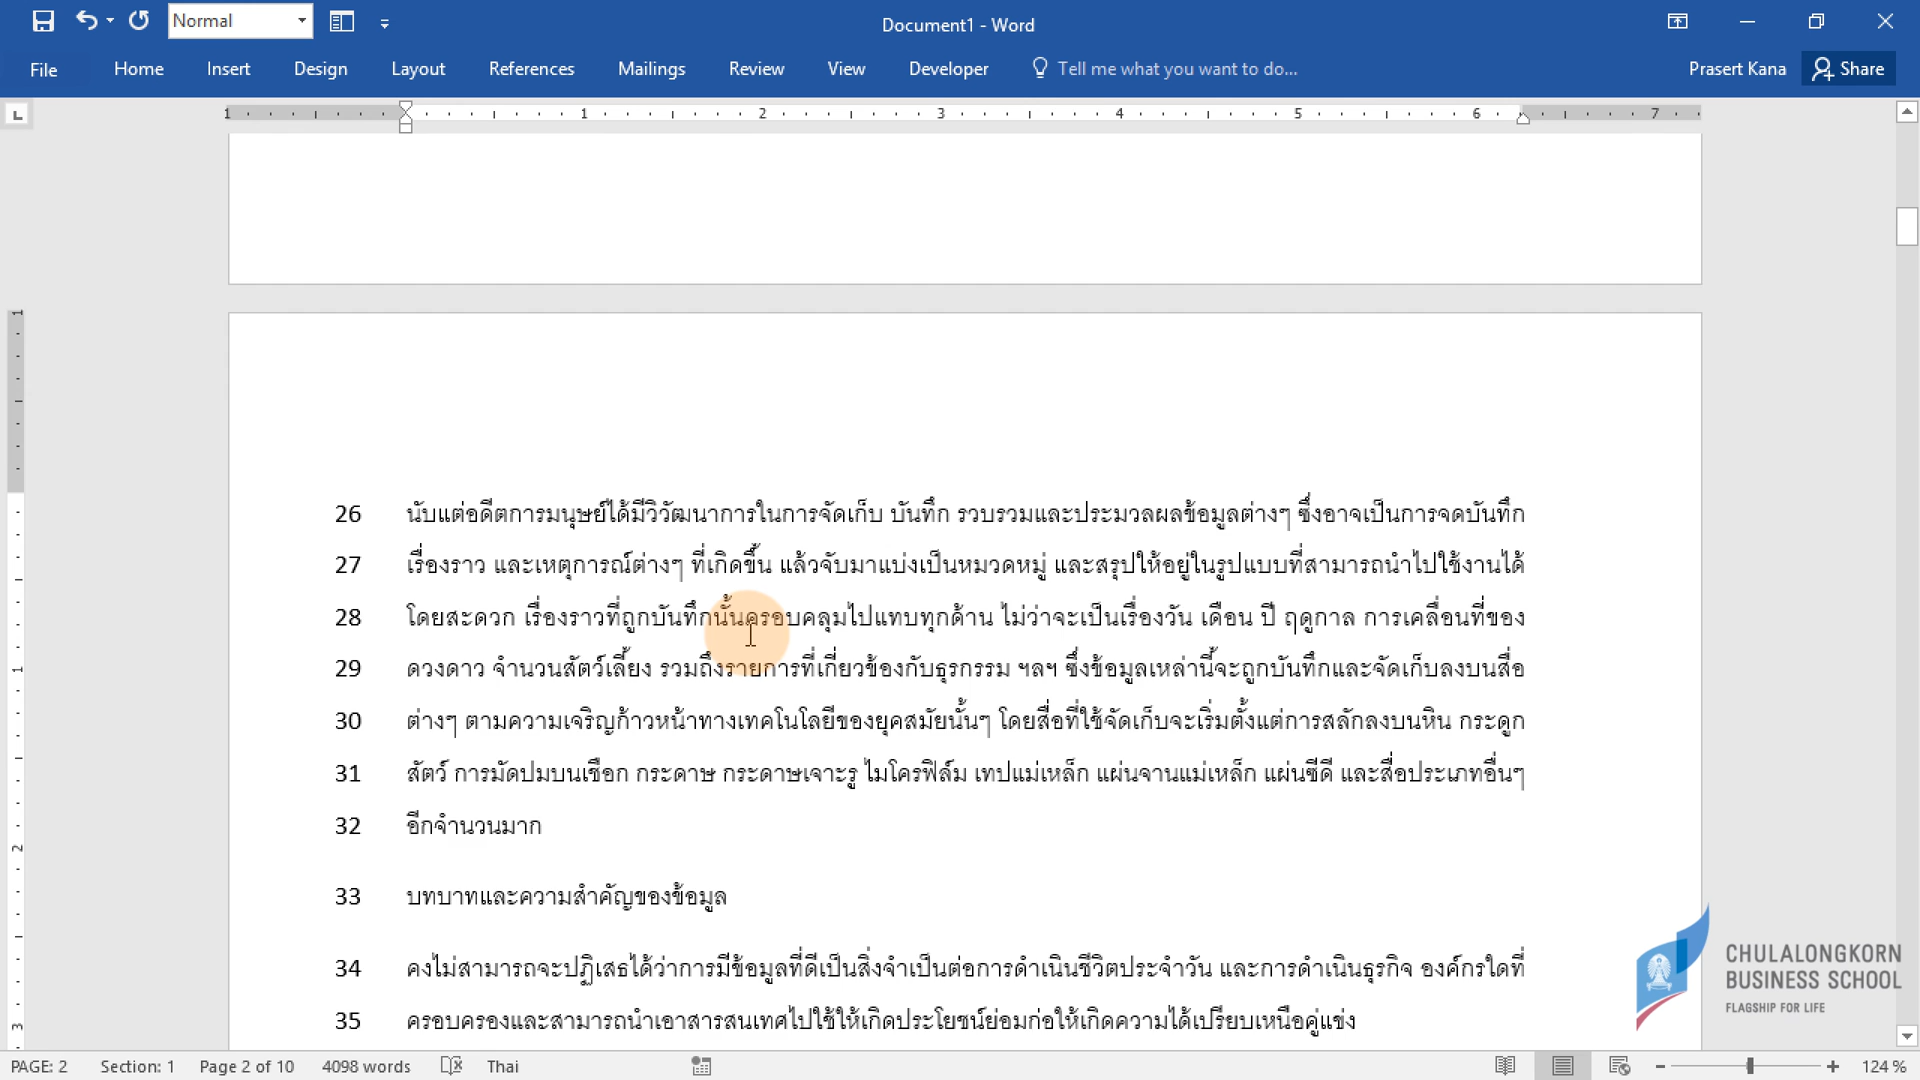 Normal
Document1 - Word
File Home Insert Design Layout References Mailings Review View Developer Tell me what you want to do... Prasert Kana Share
L 1 1 2 3 4 5 6 7
1
26 นับแต่อดีตการมนุษย์ได้มีวิวัฒนาการในการจัดเก็บ บันทึก รวบรวมและประมวลผลข้อมูลต่างๆ ซึ่งอาจเป็นการจดบันทึก
27 เรื่องราว และเหตุการณ์ต่างๆ ที่เกิดขึ้น แล้วจับมาแบ่งเป็นหมวดหมู่ และสรุปให้อยู่ในรูปแบบที่สามารถนำไปใช้งานได้
28 โดยสะดวก เรื่องราวที่ถูกบันทึกนั้นครอบคลุมไปแทบทุกด้าน ไม่ว่าจะเป็นเรื่องวัน เดือน ปี ฤดูกาล การเคลื่อนที่ของ
29 ดวงดาว จำนวนสัตว์เลี้ยง รวมถึงรายการที่เกี่ยวข้องกับธุรกรรม ฯลฯ ซึ่งข้อมูลเหล่านี้จะถูกบันทึกและจัดเก็บลงบนสื่อ
1
30 ต่างๆ ตามความเจริญก้าวหน้าทางเทคโนโลยีของยุคสมัยนั้นๆ โดยสื่อที่ใช้จัดเก็บจะเริ่มตั้งแต่การสลักลงบนหิน กระดูก
31 สัตว์ การมัดปมบนเชือก กระดาษ กระดาษเจาะรู ไมโครฟิล์ม เทปแม่เหล็ก แผ่นจานแม่เหล็ก แผ่นซีดี และสื่อประเภทอื่นๆ
32 อีกจำนวนมาก
2
33 บทบาทและความสำคัญของข้อมูล
34 คงไม่สามารถจะปฏิเสธได้ว่าการมีข้อมูลที่ดีเป็นสิ่งจำเป็นต่อการดำเนินชีวิตประจำวัน และการดำเนินธุรกิจ องค์กรใดที่
35 ครอบครองและสามารถนำเอาสารสนเทศไปใช้ให้เกิดประโยชน์ย่อมก่อให้เกิดความได้เปรียบเหนือคู่แข่ง
3
CHULALONGKORN
BUSINESS SCHOOL
FLAGSHIP FOR LIFE
PAGE: 2 Section: 1 Page 2 of 10 4098 words Thai 124 %